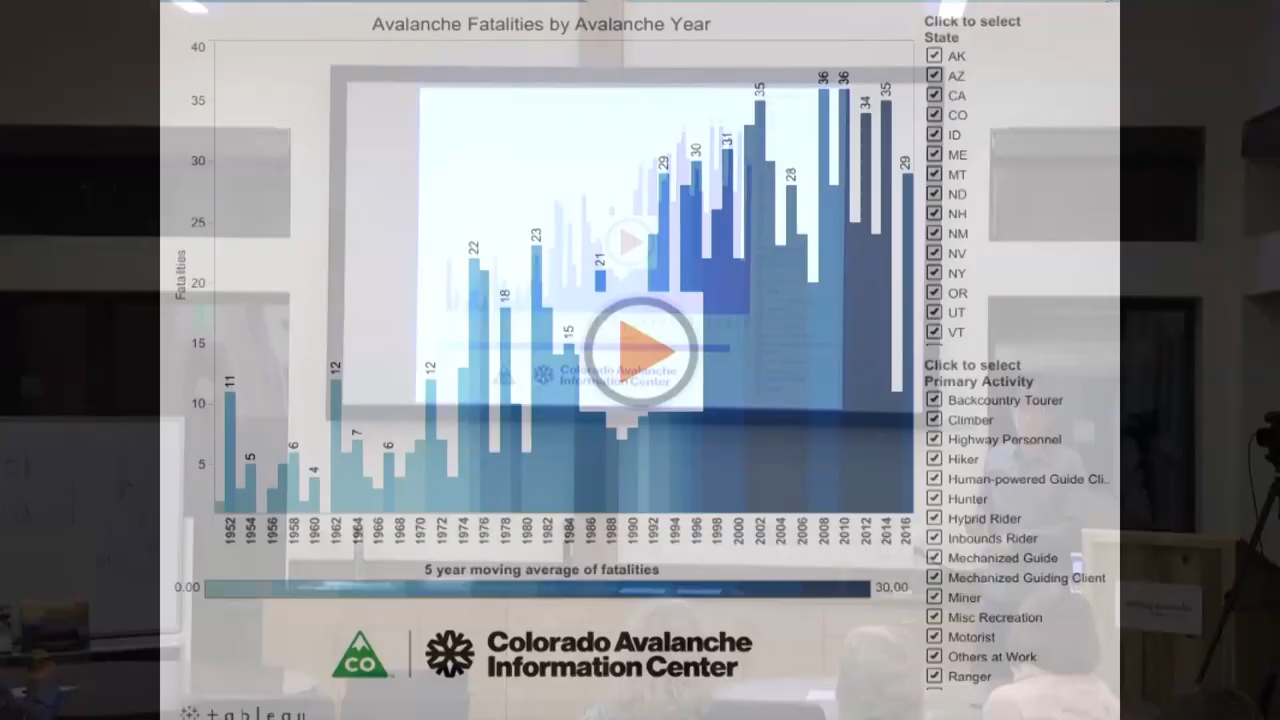 Avalanche Fatalities by Avalanche Year
40
35
30
25
20
15
10
5
Fatalities
11
5
6
4
12
7
6
12
22
18
23
15
21
29
30
31
35
28
36
36
34
35
29
1952
1954
1956
1958
1960
1962
1964
1966
1968
1970
1972
1974
1976
1978
1980
1982
1984
1986
1988
1990
1992
1994
1996
1998
2000
2002
2004
2006
2008
2010
2012
2014
2016
5 year moving average of fatalities
0.00
30.00
Click to select
State
AK
AZ
CA
CO
ID
ME
MT
ND
NH
NM
NV
NY
OR
UT
VT
Click to select
Primary Activity
Backcountry Tourer
Climber
Highway Personnel
Hiker
Human-powered Guide Cli..
Hunter
Hybrid Rider
Inbounds Rider
Mechanized Guide
Mechanized Guiding Client
Miner
Misc Recreation
Motorist
Others at Work
Ranger
Colorado Avalanche
Information Center
CO
Colorado Avalanche
Information Center
+ a b l e a u